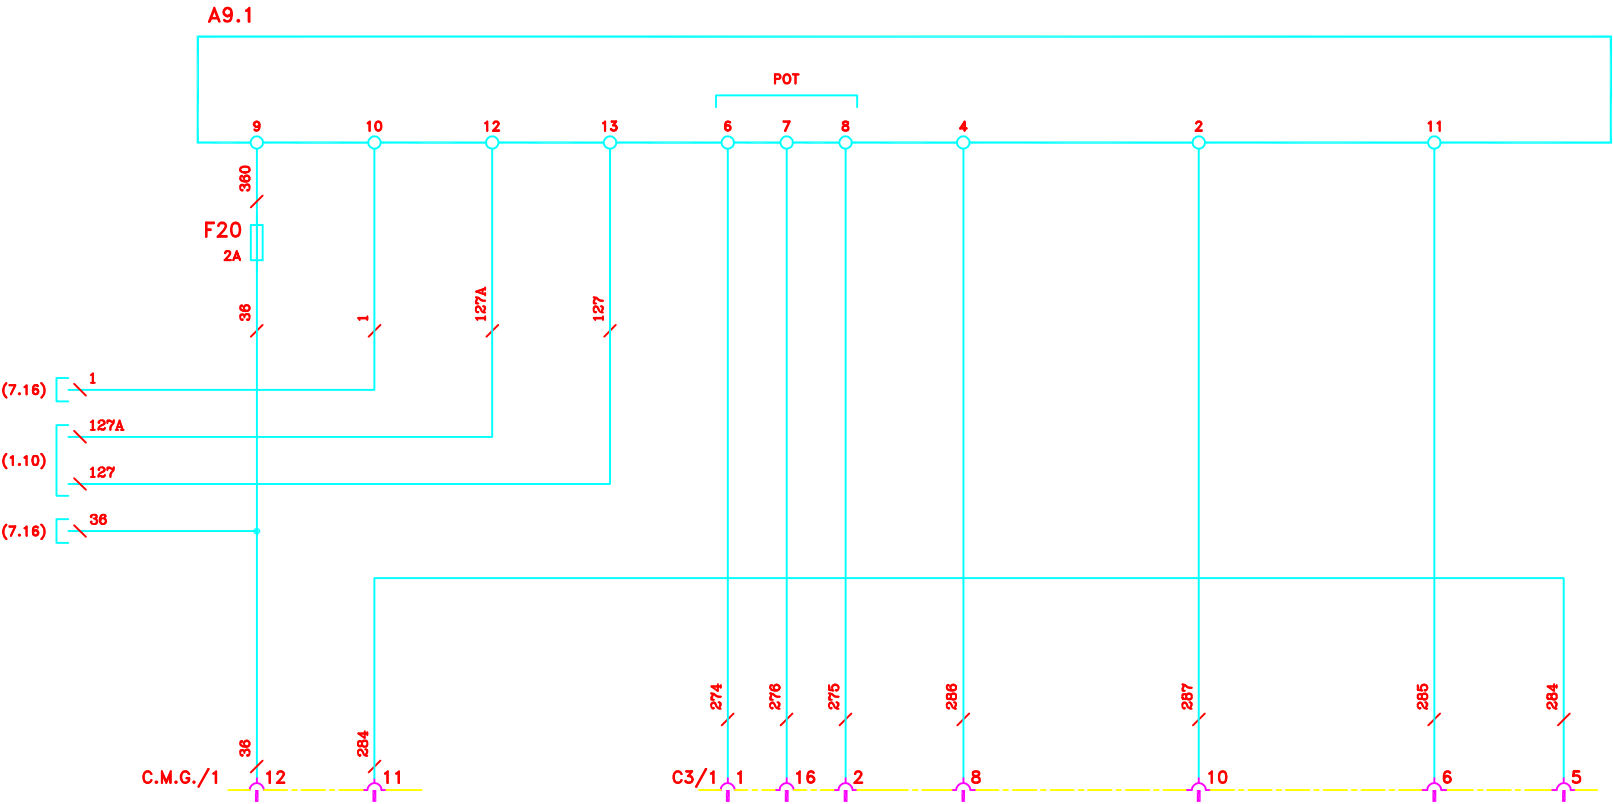 A9.1
POT
9 10 12 13 6 7 8 4 2 11
360
F20
2A
36 1 127A 127
(7.16) 1
127A
(1.10)
127
36
(7.16)
274 276 275 286 287 285 284
36 284
C.M.G./1 12 11 C3/1 1 16 2 8 10 6 5